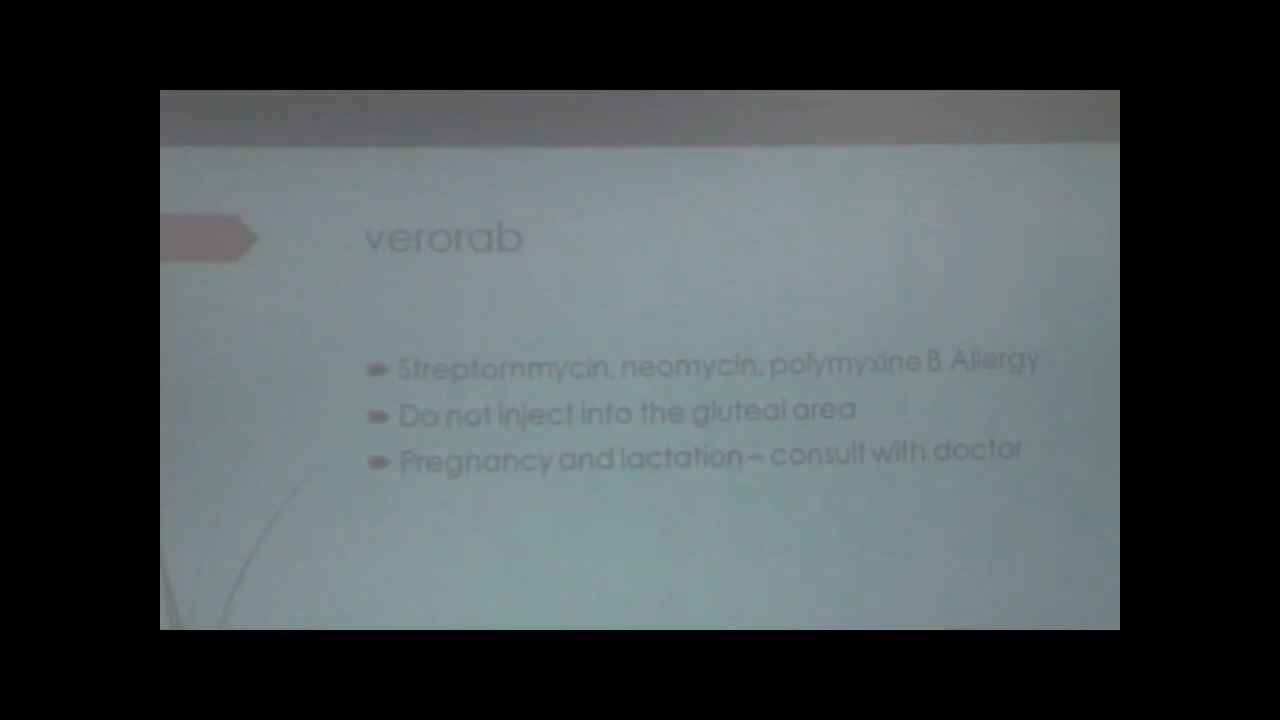 verorab
Streptommycin, neomycin, polymyxine B Allergy
Do not inject into the gluteal area
Pregnancy and lactation – consult with doctor